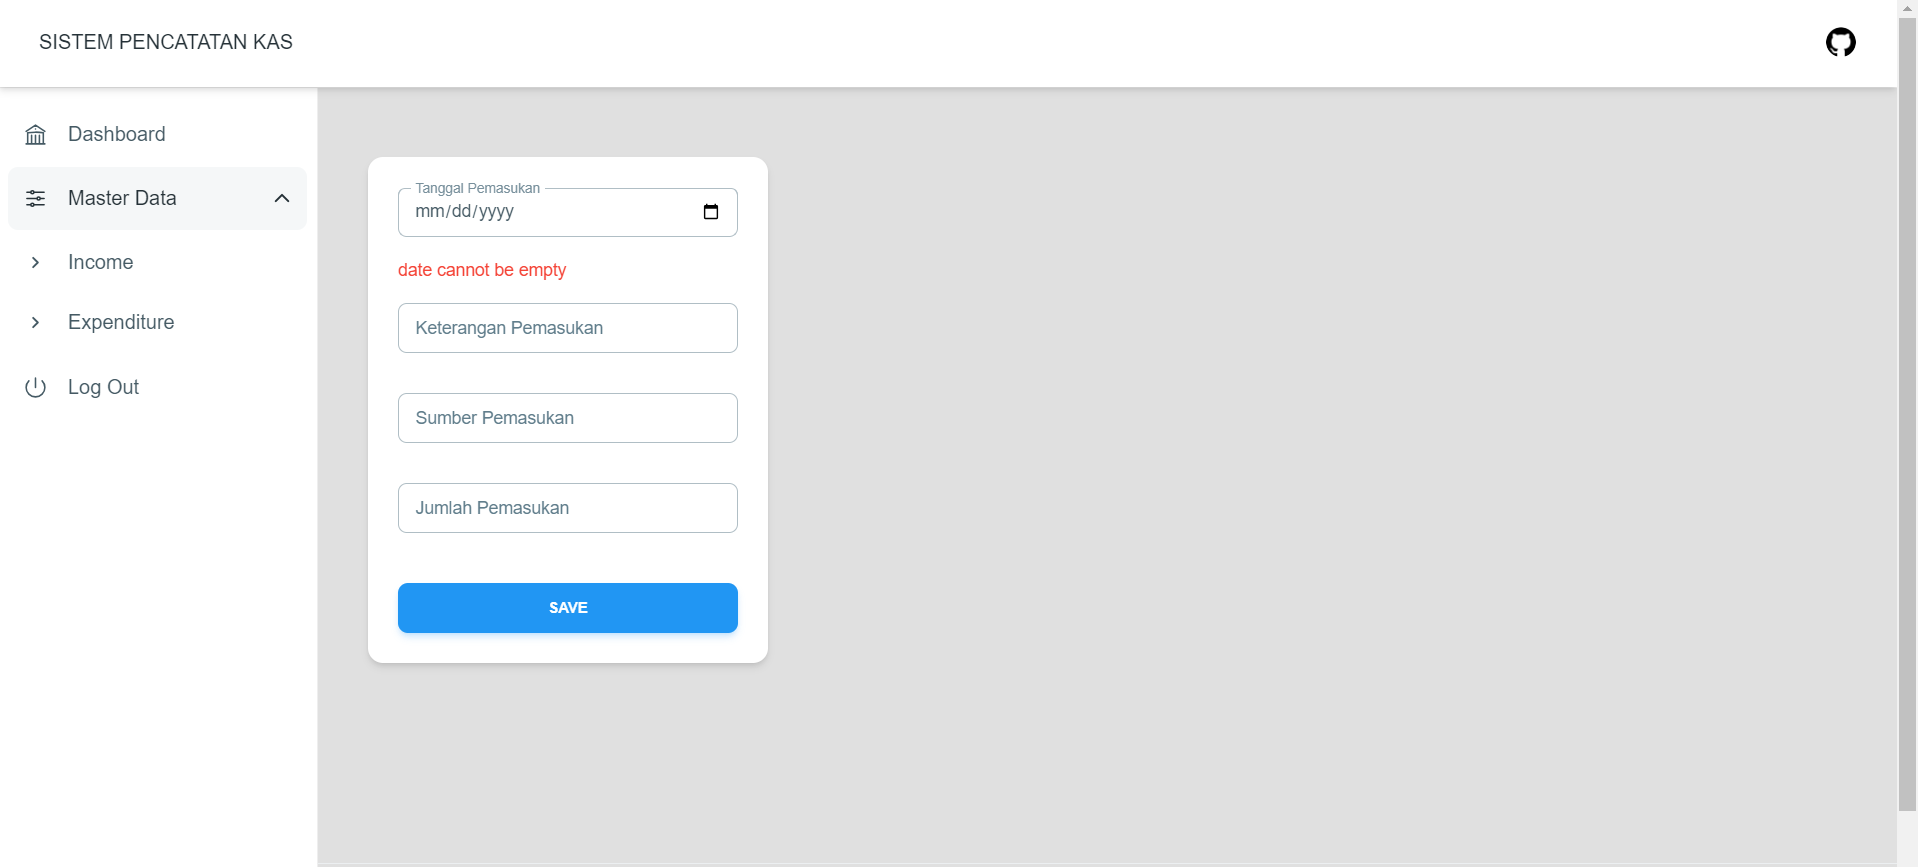 SISTEM PENCATATAN KAS
Dashboard
Master Data
Income
Expenditure
Log Out
Tanggal Pemasukan
mm/dd/yyyy
date cannot be empty
Keterangan Pemasukan
Sumber Pemasukan
Jumlah Pemasukan
SAVE